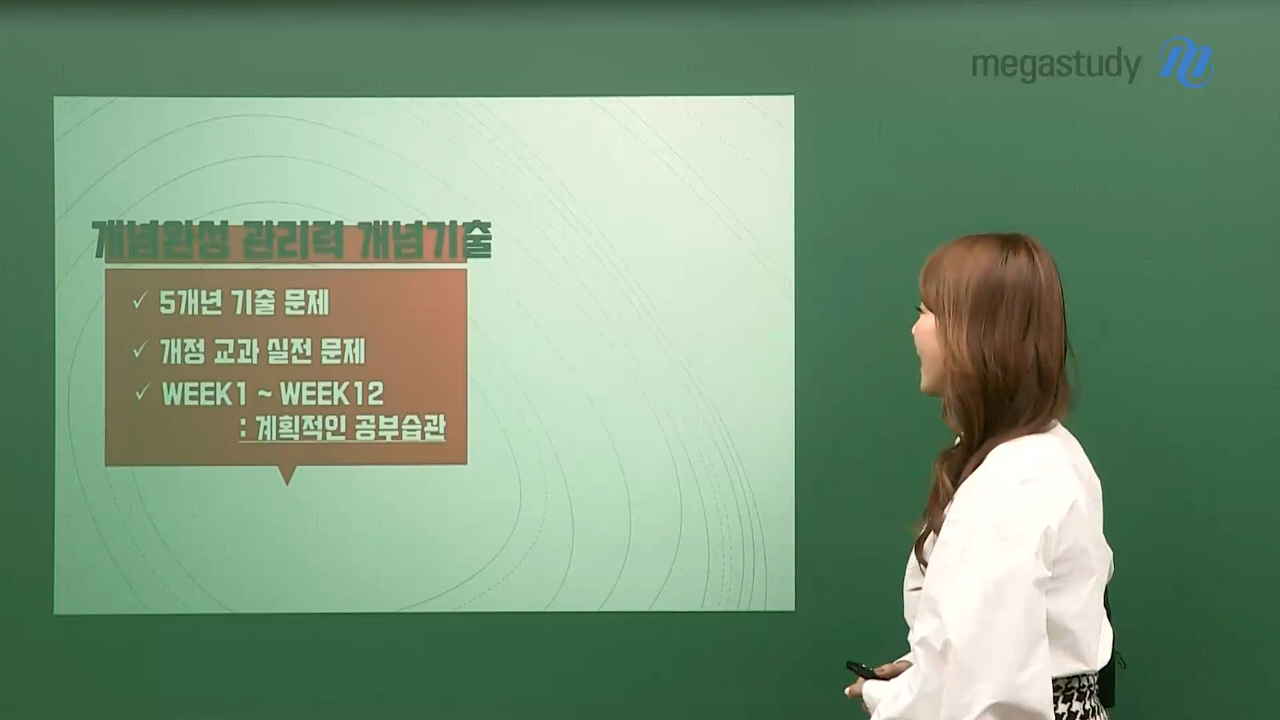 megastudy
개념완성 관리력 개념기출
✓ 5개년 기출 문제
✓ 개정 교과 실전 문제
✓ WEEK1 ~ WEEK12
: 계획적인 공부습관